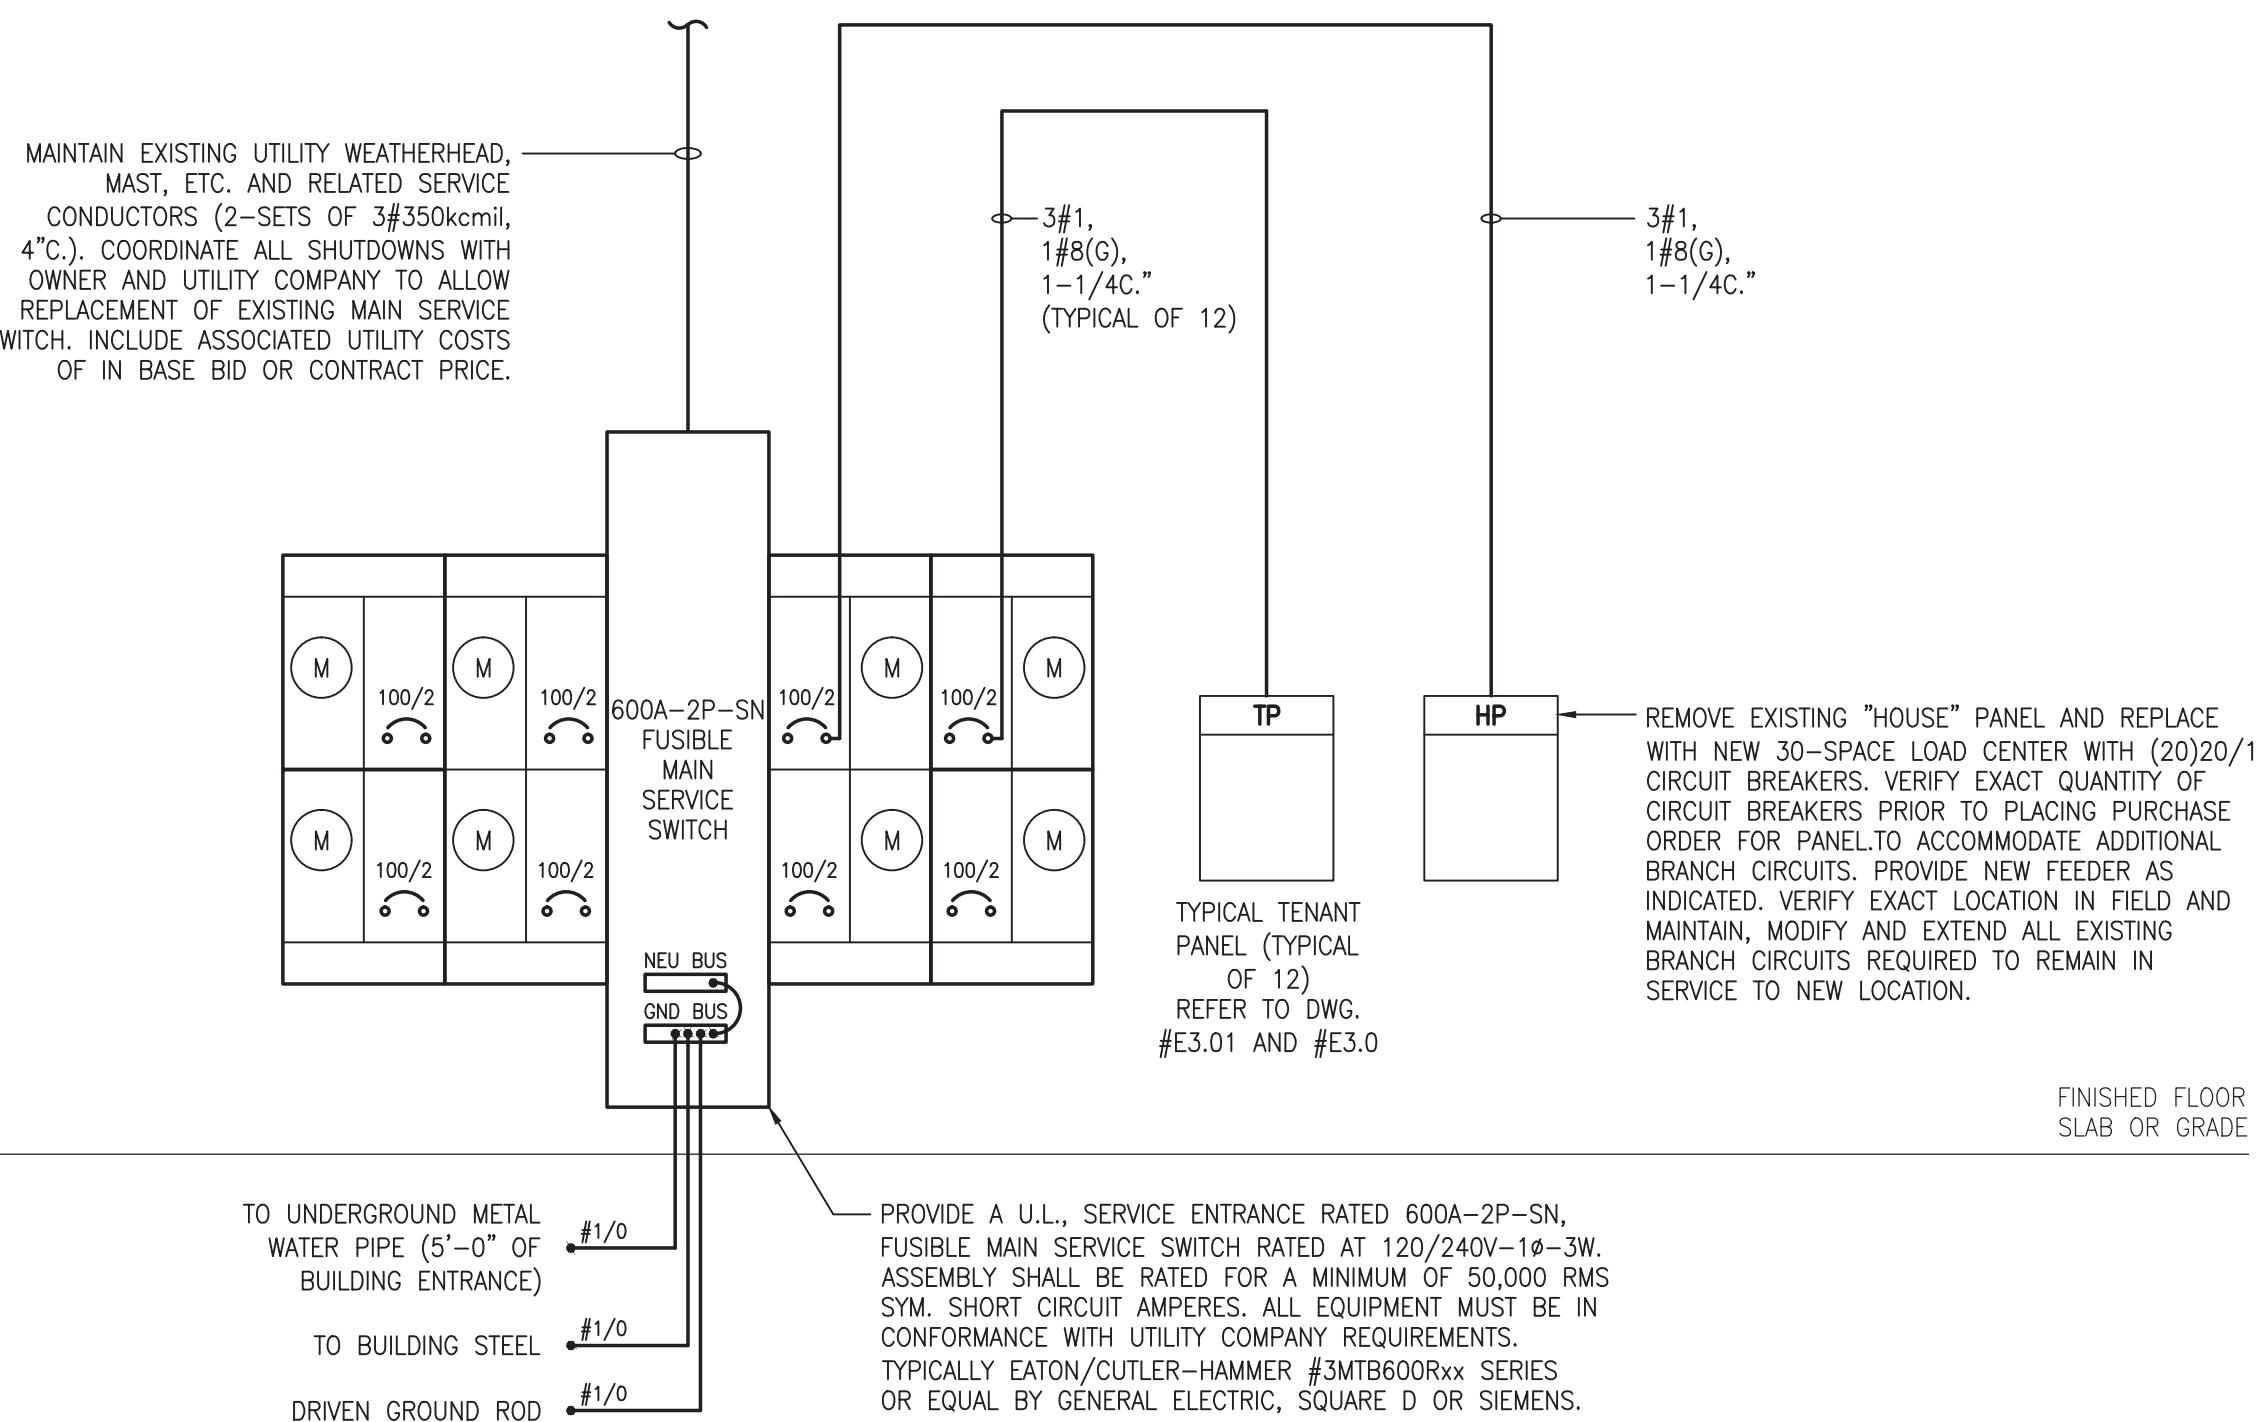 MAINTAIN EXISTING UTILITY WEATHERHEAD,
MAST, ETC. AND RELATED SERVICE
CONDUCTORS (2-SETS OF 3#350kcmil,
4"C.). COORDINATE ALL SHUTDOWNS WITH
OWNER AND UTILITY COMPANY TO ALLOW
REPLACEMENT OF EXISTING MAIN SERVICE
WITCH. INCLUDE ASSOCIATED UTILITY COSTS
OF IN BASE BID OR CONTRACT PRICE.
3#1,
1#8(G),
1-1/4C."
(TYPICAL OF 12)
3#1,
1#8(G),
1-1/4C."
M
100/2
M
100/2
600A-2P-SN
FUSIBLE
MAIN
SERVICE
SWITCH
100/2
M
100/2
M
M
100/2
M
100/2
100/2
M
100/2
M
NEU BUS
GND BUS
TP
TYPICAL TENANT
PANEL (TYPICAL
OF 12)
REFER TO DWG.
#E3.01 AND #E3.0
HP
REMOVE EXISTING "HOUSE" PANEL AND REPLACE
WITH NEW 30-SPACE LOAD CENTER WITH (20)20/1
CIRCUIT BREAKERS. VERIFY EXACT QUANTITY OF
CIRCUIT BREAKERS PRIOR TO PLACING PURCHASE
ORDER FOR PANEL.TO ACCOMMODATE ADDITIONAL
BRANCH CIRCUITS. PROVIDE NEW FEEDER AS
INDICATED. VERIFY EXACT LOCATION IN FIELD AND
MAINTAIN, MODIFY AND EXTEND ALL EXISTING
BRANCH CIRCUITS REQUIRED TO REMAIN IN
SERVICE TO NEW LOCATION.
FINISHED FLOOR
SLAB OR GRADE
TO UNDERGROUND METAL
WATER PIPE (5'-0" OF
BUILDING ENTRANCE)
#1/0
TO BUILDING STEEL
#1/0
DRIVEN GROUND ROD
#1/0
PROVIDE A U.L., SERVICE ENTRANCE RATED 600A-2P-SN,
FUSIBLE MAIN SERVICE SWITCH RATED AT 120/240V-1ø-3W.
ASSEMBLY SHALL BE RATED FOR A MINIMUM OF 50,000 RMS
SYM. SHORT CIRCUIT AMPERES. ALL EQUIPMENT MUST BE IN
CONFORMANCE WITH UTILITY COMPANY REQUIREMENTS.
TYPICALLY EATON/CUTLER-HAMMER #3MTB600Rxx SERIES
OR EQUAL BY GENERAL ELECTRIC, SQUARE D OR SIEMENS.